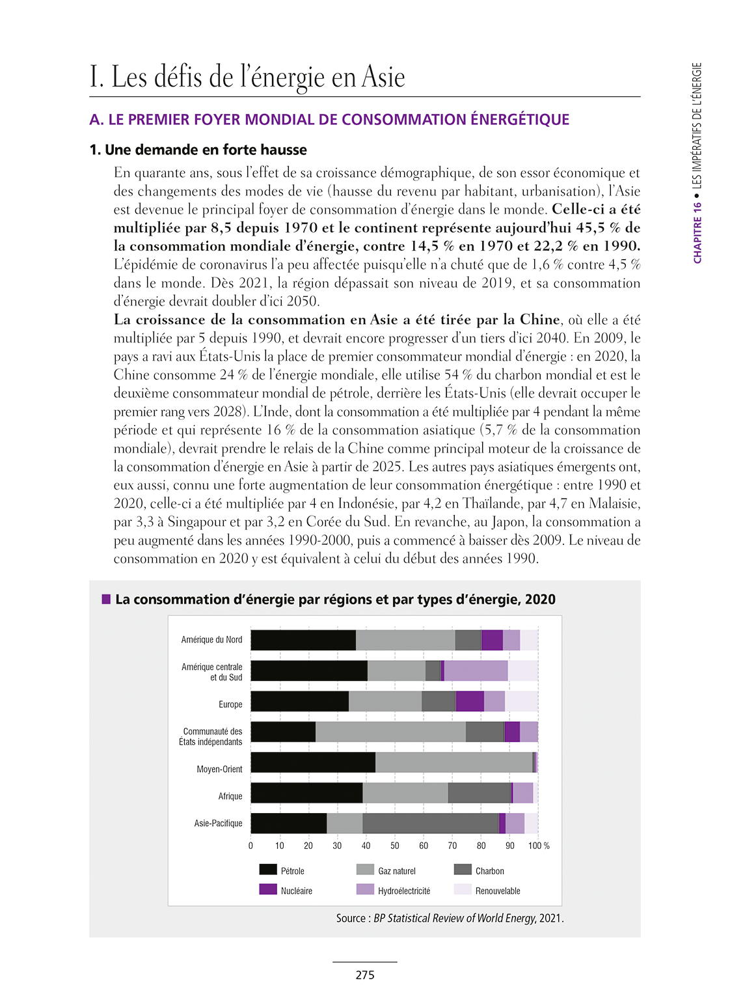 I. Les défis de l'énergie en Asie
A. LE PREMIER FOYER MONDIAL DE CONSOMMATION ÉNERGÉTIQUE
1. Une demande en forte hausse
En quarante ans, sous l'effet de sa croissance démographique, de son essor économique et
des changements des modes de vie (hausse du revenu par habitant, urbanisation), l'Asie
est devenue le principal foyer de consommation d'énergie dans le monde. Celle-ci a été
multipliée par 8,5 depuis 1970 et le continent représente aujourd'hui 45,5 % de
la consommation mondiale d'énergie, contre 14,5 % en 1970 et 22,2 % en 1990.
L'épidémie de coronavirus l'a peu affectée puisqu'elle n'a chuté que de 1,6 % contre 4,5 %
dans le monde. Dès 2021, la région dépassait son niveau de 2019, et sa consommation
d'énergie devrait doubler d'ici 2050.
La croissance de la consommation en Asie a été tirée par la Chine, où elle a été
multipliée par 5 depuis 1990, et devrait encore progresser d'un tiers d'ici 2040. En 2009, le
pays a ravi aux États-Unis la place de premier consommateur mondial d'énergie : en 2020, la
Chine consomme 24 % de l'énergie mondiale, elle utilise 54 % du charbon mondial et est le
deuxième consommateur mondial de pétrole, derrière les États-Unis (elle devrait occuper le
premier rang vers 2028). L'Inde, dont la consommation a été multipliée par 4 pendant la même
période et qui représente 16 % de la consommation asiatique (5,7 % de la consommation
mondiale), devrait prendre le relais de la Chine comme principal moteur de la croissance de
la consommation d'énergie en Asie à partir de 2025. Les autres pays asiatiques émergents ont,
eux aussi, connu une forte augmentation de leur consommation énergétique : entre 1990 et
2020, celle-ci a été multipliée par 4 en Indonésie, par 4,2 en Thaïlande, par 4,7 en Malaisie,
par 3,3 à Singapour et par 3,2 en Corée du Sud. En revanche, au Japon, la consommation a
peu augmenté dans les années 1990-2000, puis a commencé à baisser dès 2009. Le niveau de
consommation en 2020 y est équivalent à celui du début des années 1990.
La consommation d'énergie par régions et par types d'énergie, 2020
Amérique du Nord
Amérique centrale
et du Sud
Europe
Communauté des
États indépendants
Moyen-Orient
Afrique
Asie-Pacifique
0 10 20 30 40 50 60 70 80 90 100 %
Pétrole Gaz naturel Charbon
Nucléaire Hydroélectricité Renouvelable
Source : BP Statistical Review of World Energy, 2021.
275
CHAPITRE 16 • LES IMPÉRATIFS DE L'ÉNERGIE